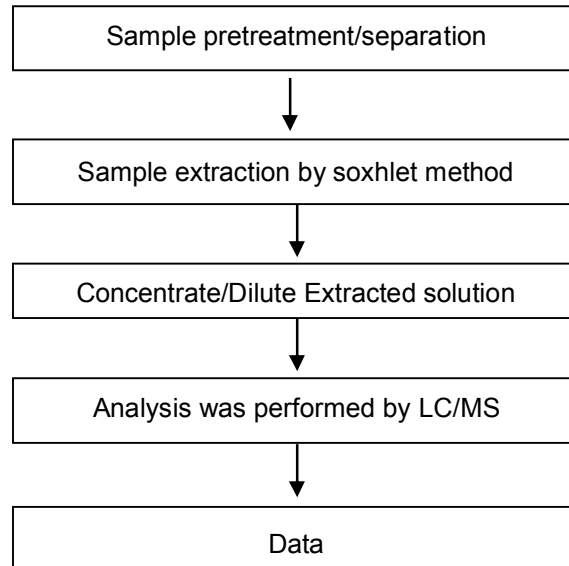 Sample pretreatment/separation
Sample extraction by soxhlet method
Concentrate/Dilute Extracted solution
Analysis was performed by LC/MS
Data